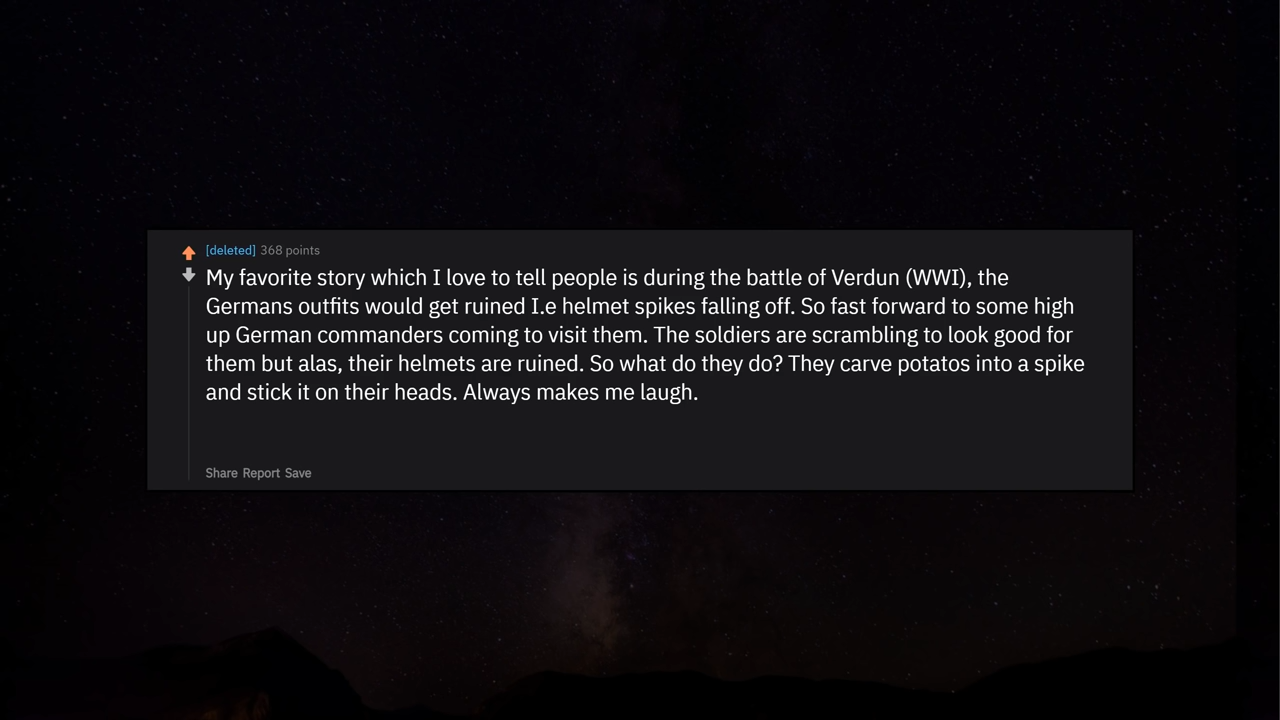 [deleted] 368 points
My favorite story which I love to tell people is during the battle of Verdun (WWI), the
Germans outfits would get ruined I.e helmet spikes falling off. So fast forward to some high
up German commanders coming to visit them. The soldiers are scrambling to look good for
them but alas, their helmets are ruined. So what do they do? They carve potatos into a spike
and stick it on their heads. Always makes me laugh.
Share Report Save